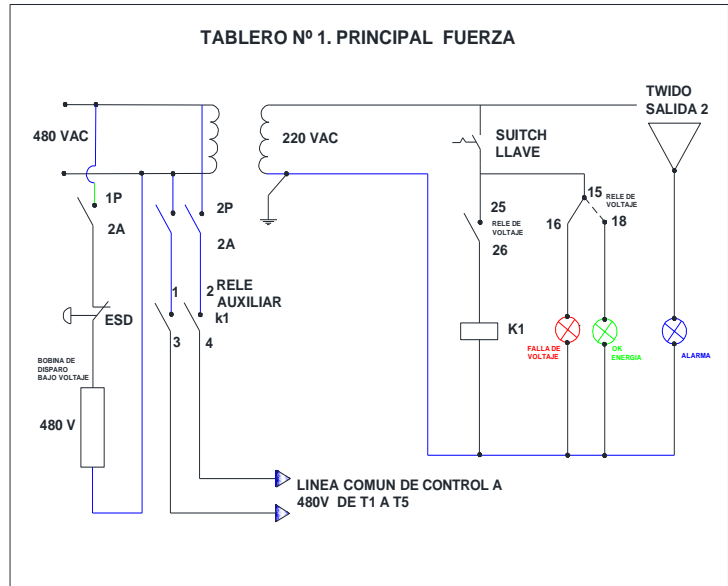 TABLERO Nº 1. PRINCIPAL FUERZA
TWIDO
SALIDA 2
480 VAC
220 VAC
SUITCH
LLAVE
1P
2A
2P
2A
25
RELE DE
VOLTAJE
26
15
RELE DE
VOLTAJE
16
18
1
2
RELE
AUXILIAR
k1
3
4
ESD
K1
FALLA DE
VOLTAJE
OK
ENERGIA
ALARMA
BOBINA DE
DISPARO
BAJO VOLTAJE
480 V
LINEA COMUN DE CONTROL A
480V DE T1 A T5